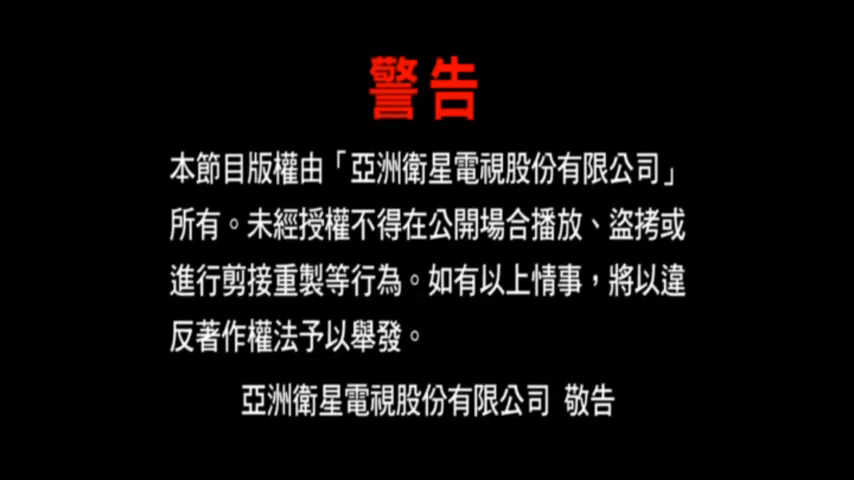 警告
本節目版權由「亞洲衛星電視股份有限公司」
所有。未經授權不得在公開場合播放、盜拷或
進行剪接重製等行為。如有以上情事，將以違
反著作權法予以舉發。
亞洲衛星電視股份有限公司 敬告